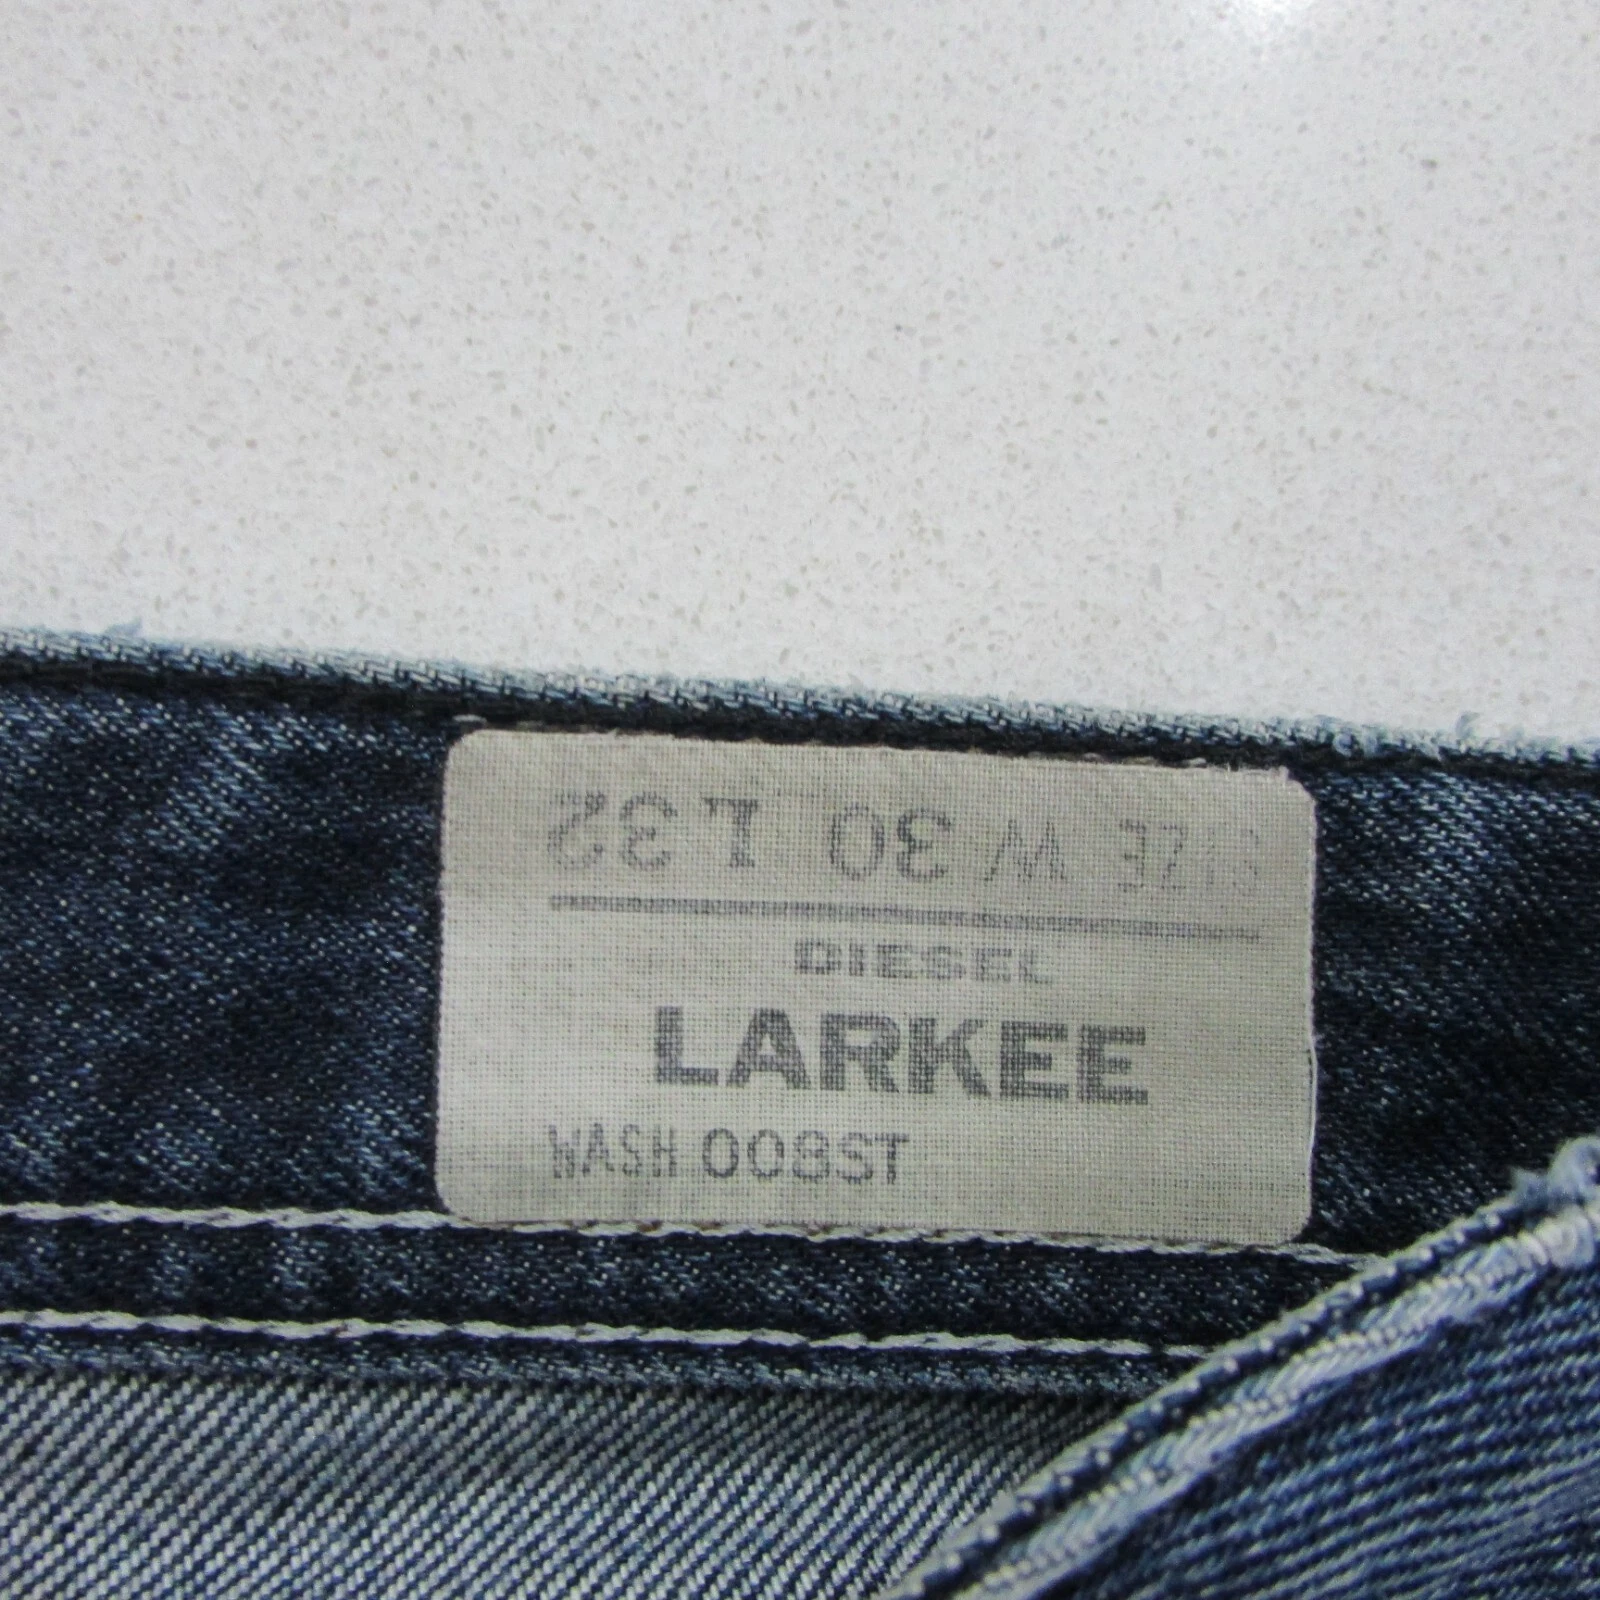 SIZE W 30 L 32
DIESEL
LARKEE
WASH 008ST